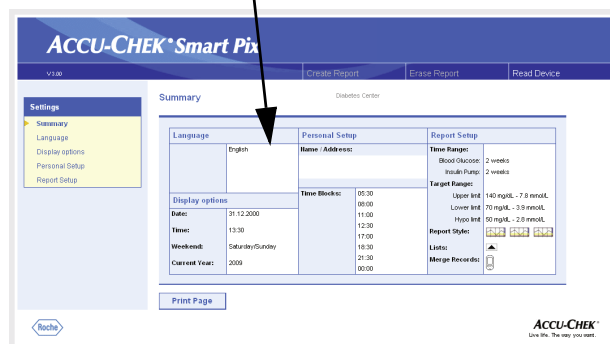 ACCU-CHEK® Smart Pix
V3.00
Create Report
Erase Report
Read Device
Settings
Summary
Language
Display options
Personal Setup
Report Setup
Summary
Diabetes Center
Language
English
Display options
Date: 31.12.2000
Time: 13:30
Weekend: Saturday/Sunday
Current Year: 2009
Personal Setup
Name / Address:
Time Blocks: 05:30
08:00
11:00
12:30
17:00
18:30
21:30
00:00
Report Setup
Time Range:
Blood Glucose: 2 weeks
Insulin Pump: 2 weeks
Target Range:
Upper limit 140 mg/dL - 7.8 mmol/L
Lower limit 70 mg/dL - 3.9 mmol/L
Hypo limit 50 mg/dL - 2.8 mmol/L
Report Style:
Lists:
Merge Records:
Print Page
Roche
ACCU-CHEK®
Live life. The way you want.